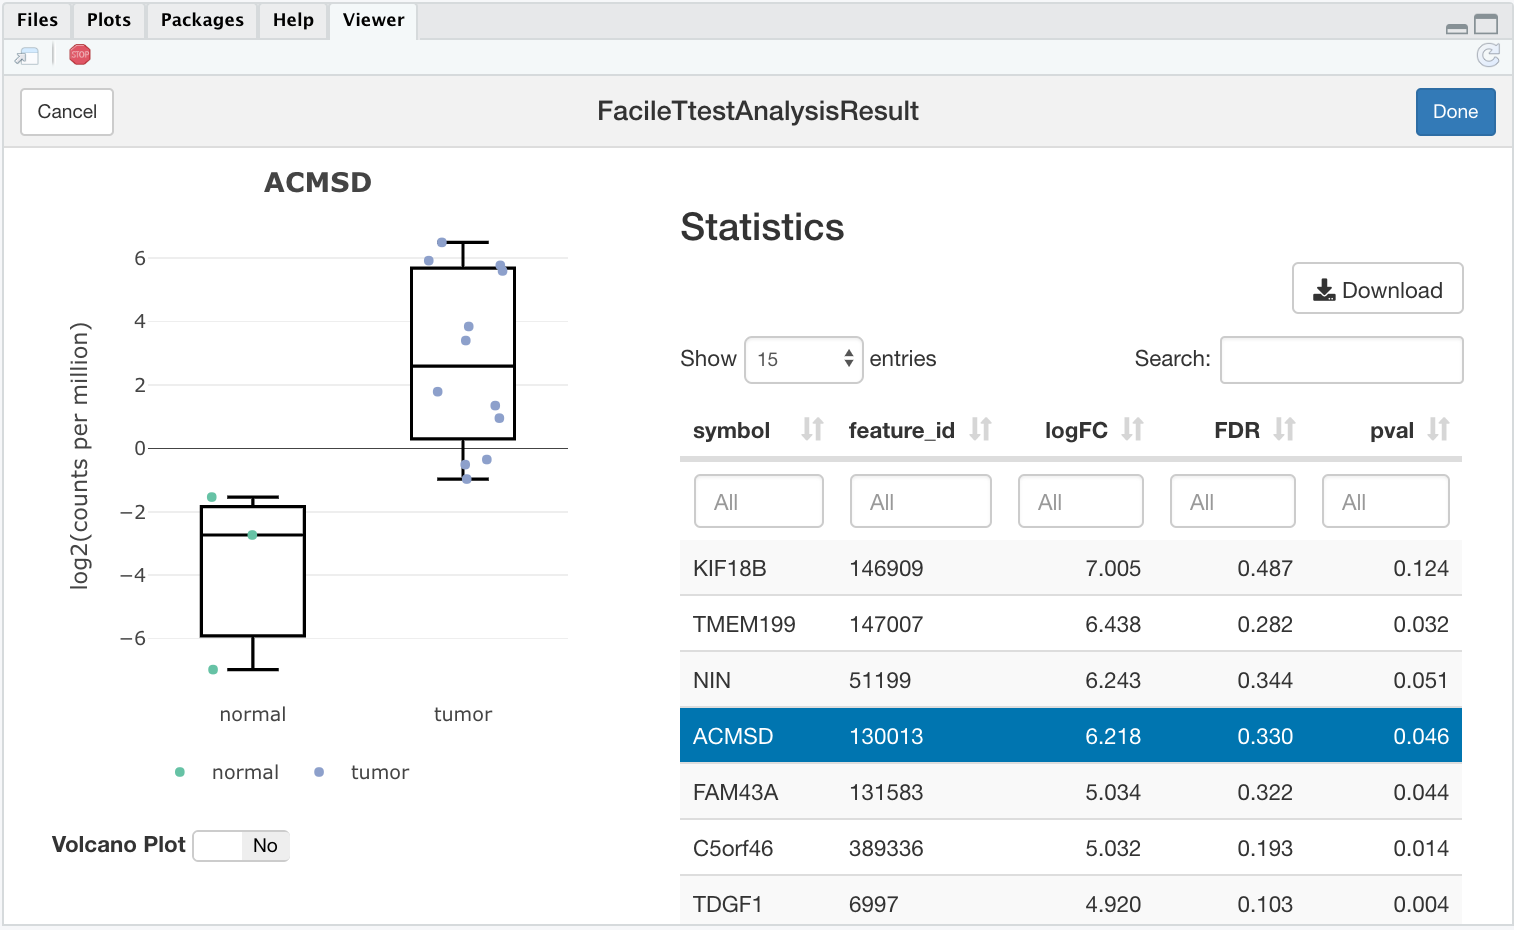 Files Plots Packages Help Viewer
STOP
Cancel FacileTtestAnalysisResult Done
ACMSD
log2(counts per million)
6
4
2
0
−2
−4
−6
normal tumor
normal tumor
Volcano Plot No
Statistics
Download
Show 15 entries Search:
symbol feature_id logFC FDR pval
All All All All All
KIF18B 146909 7.005 0.487 0.124
TMEM199 147007 6.438 0.282 0.032
NIN 51199 6.243 0.344 0.051
ACMSD 130013 6.218 0.330 0.046
FAM43A 131583 5.034 0.322 0.044
C5orf46 389336 5.032 0.193 0.014
TDGF1 6997 4.920 0.103 0.004